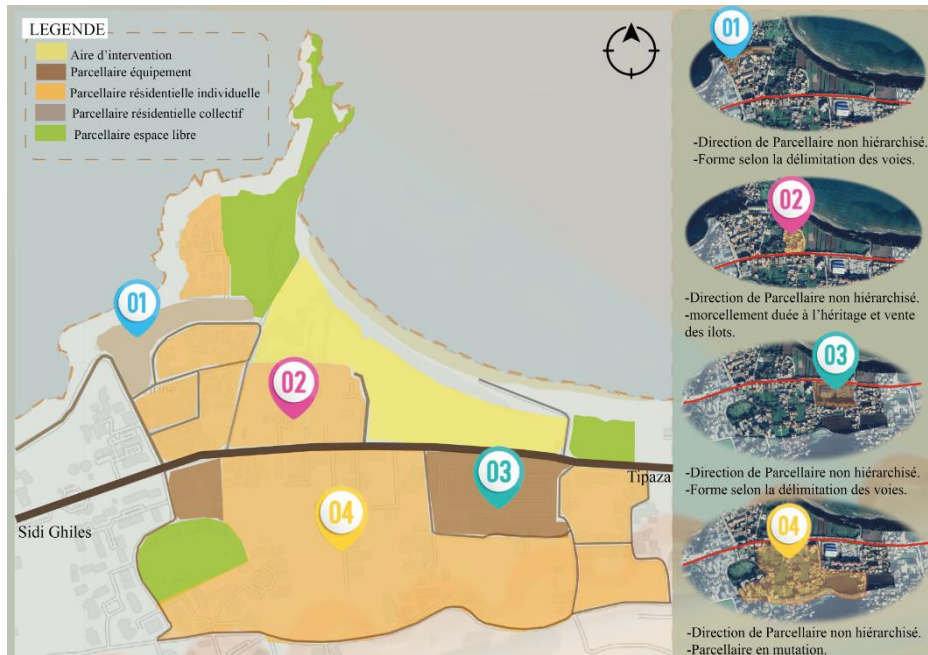 LEGENDE
Aire d'intervention
Parcellaire équipement
Parcellaire résidentielle individuelle
Parcellaire résidentielle collectif
Parcellaire espace libre
01
02
03
04
Sidi Ghiles
Tipaza
01
-Direction de Parcellaire non hiérarchisé.
-Forme selon la délimitation des voies.
02
-Direction de Parcellaire non hiérarchisé.
-morcellement duée à l'héritage et vente
des ilots.
03
-Direction de Parcellaire non hiérarchisé.
-Forme selon la délimitation des voies.
04
-Direction de Parcellaire non hiérarchisé.
-Parcellaire en mutation.